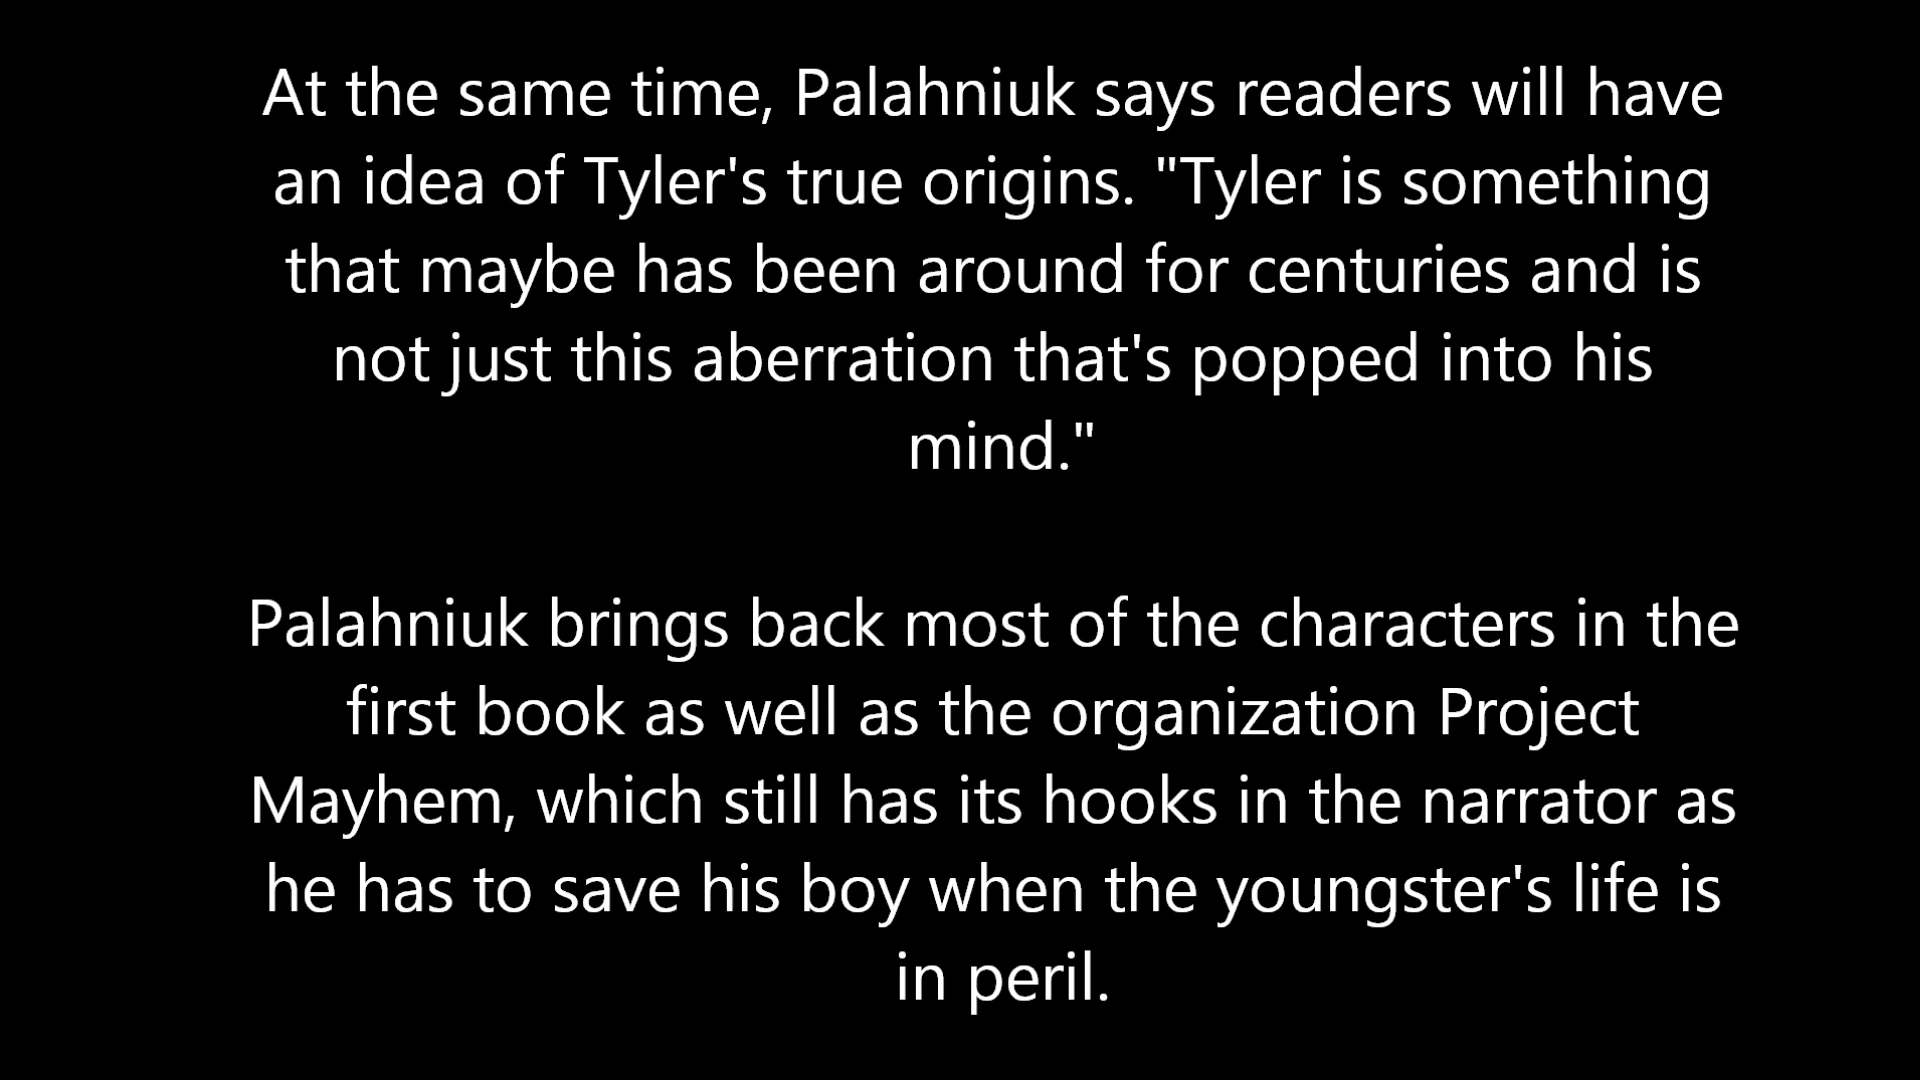 At the same time, Palahniuk says readers will have
an idea of Tyler's true origins. "Tyler is something
that maybe has been around for centuries and is
not just this aberration that's popped into his
mind."
Palahniuk brings back most of the characters in the
first book as well as the organization Project
Mayhem, which still has its hooks in the narrator as
he has to save his boy when the youngster's life is
in peril.